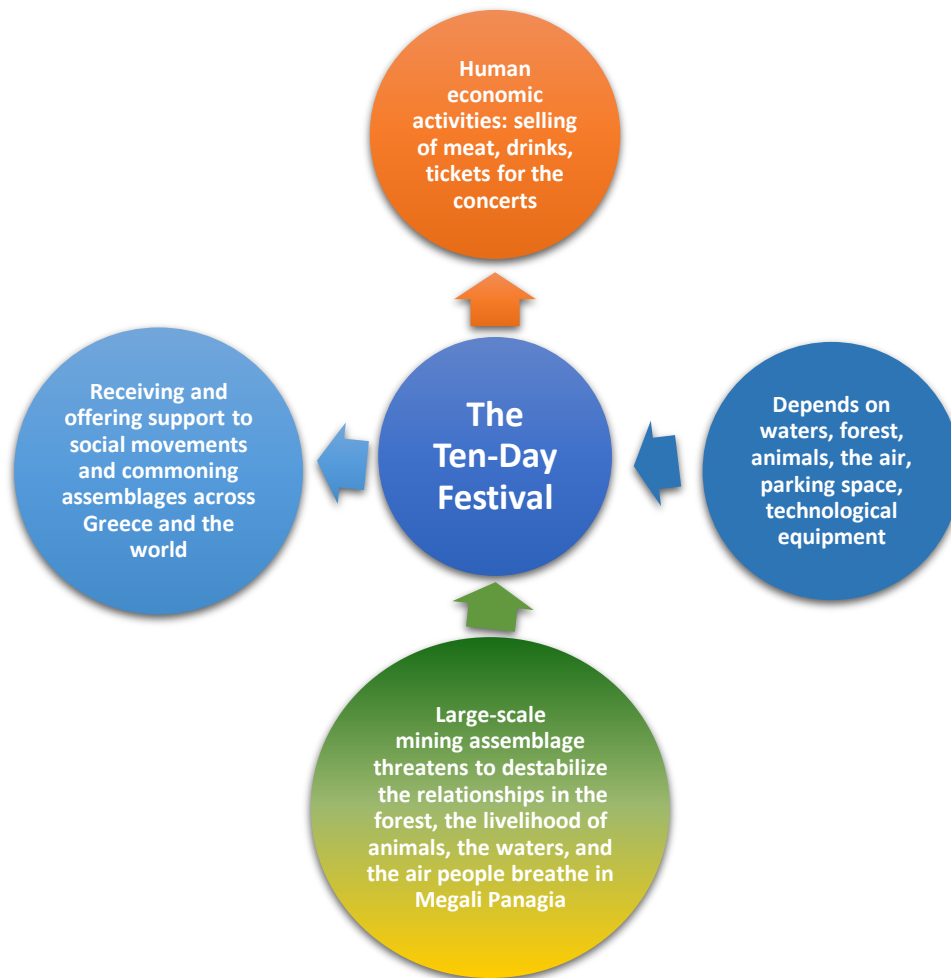 Human
economic
activities: selling
of meat, drinks,
tickets for the
concerts
Receiving and
offering support to
social movements
and commoning
assemblages across
Greece and the
world
The
Ten-Day
Festival
Depends on
waters, forest,
animals, the air,
parking space,
technological
equipment
Large-scale
mining assemblage
threatens to destabilize
the relationships in the
forest, the livelihood of
animals, the waters, and
the air people breathe in
Megali Panagia